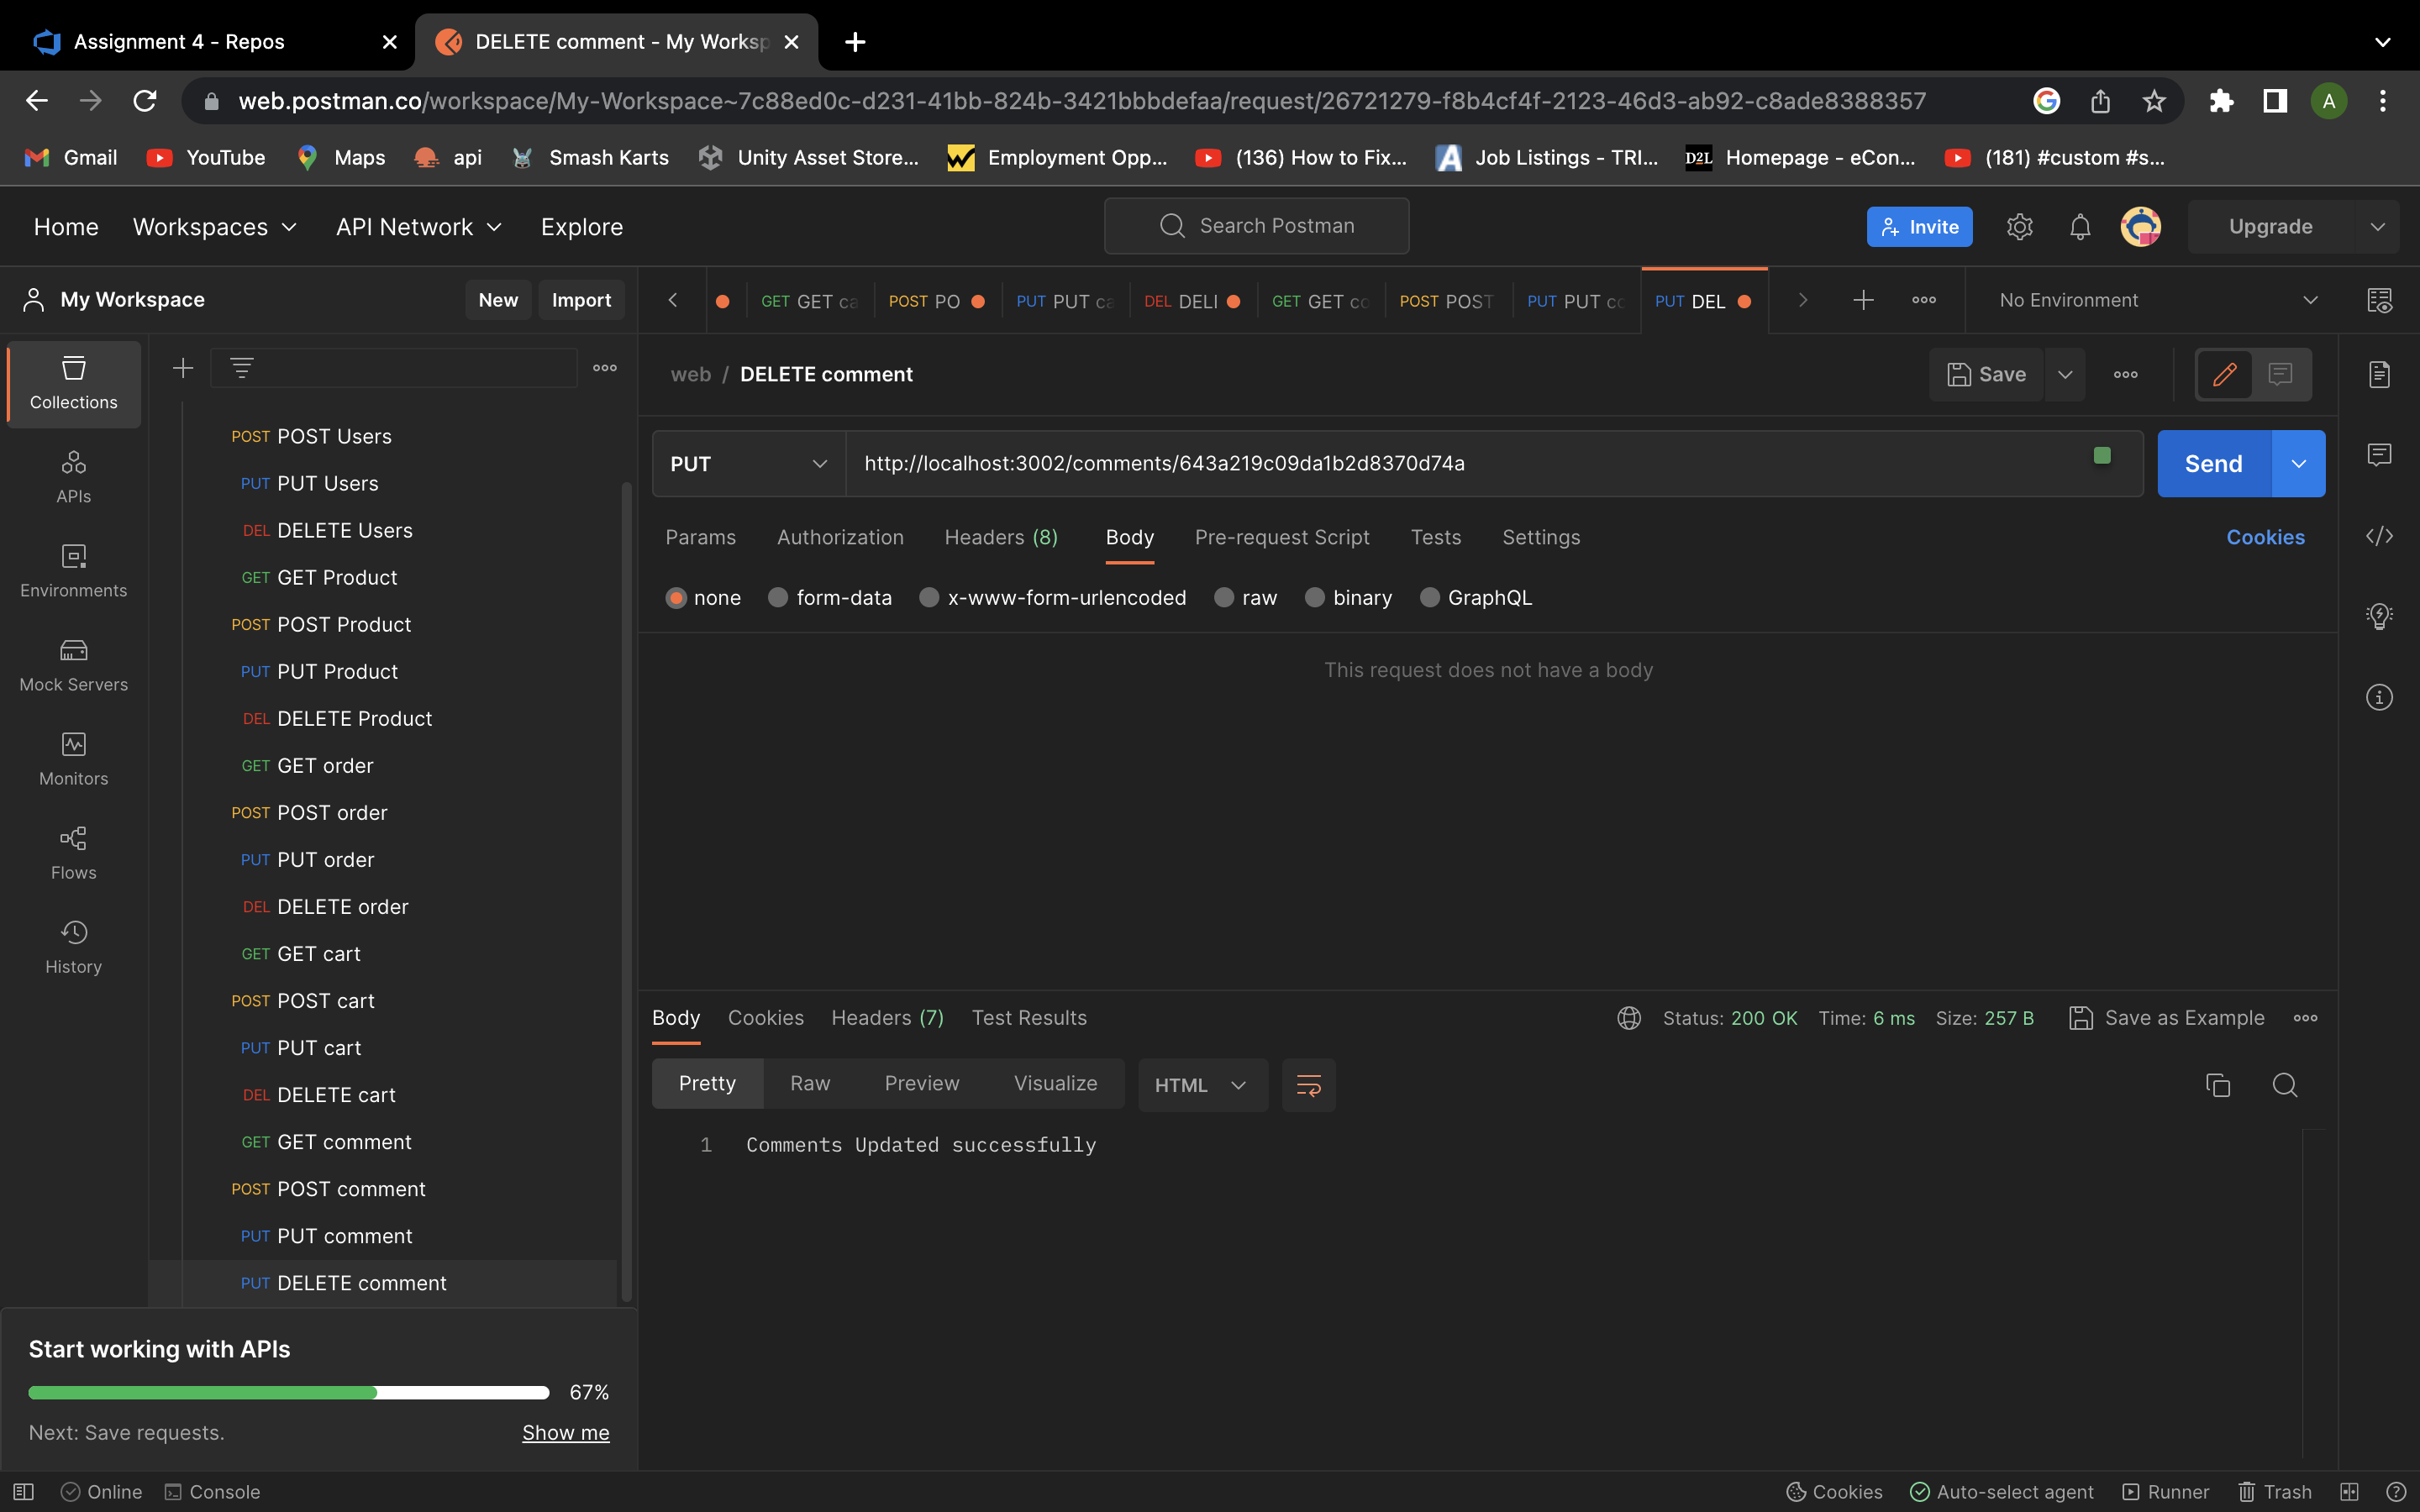 Assignment 4 - Repos
DELETE comment - My Worksp
web.postman.co/workspace/My-Workspace~7c88ed0c-d231-41bb-824b-3421bbbdefaa/request/26721279-f8b4cf4f-2123-46d3-ab92-c8ade8388357
A
Gmail YouTube Maps api Smash Karts Unity Asset Store... Employment Opp... (136) How to Fix... Job Listings - TRI... D2L Homepage - eCon... (181) #custom #s...
Home Workspaces API Network Explore Search Postman Invite Upgrade
My Workspace New Import
GET GET ca POST PO PUT PUT ca DEL DELI GET GET co POST POST PUT PUT cc PUT DEL No Environment
Collections
APIs
Environments
Mock Servers
Monitors
Flows
History
POST POST Users
PUT PUT Users
DEL DELETE Users
GET GET Product
POST POST Product
PUT PUT Product
DEL DELETE Product
GET GET order
POST POST order
PUT PUT order
DEL DELETE order
GET GET cart
POST POST cart
PUT PUT cart
DEL DELETE cart
GET GET comment
POST POST comment
PUT PUT comment
PUT DELETE comment
Start working with APIs
67%
Next: Save requests. Show me
web / DELETE comment Save
PUT http://localhost:3002/comments/643a219c09da1b2d8370d74a Send
Params Authorization Headers (8) Body Pre-request Script Tests Settings Cookies
none form-data x-www-form-urlencoded raw binary GraphQL
This request does not have a body
Body Cookies Headers (7) Test Results Status: 200 OK Time: 6 ms Size: 257 B Save as Example
Pretty Raw Preview Visualize HTML
1 Comments Updated successfully
Online Console Cookies Auto-select agent Runner Trash